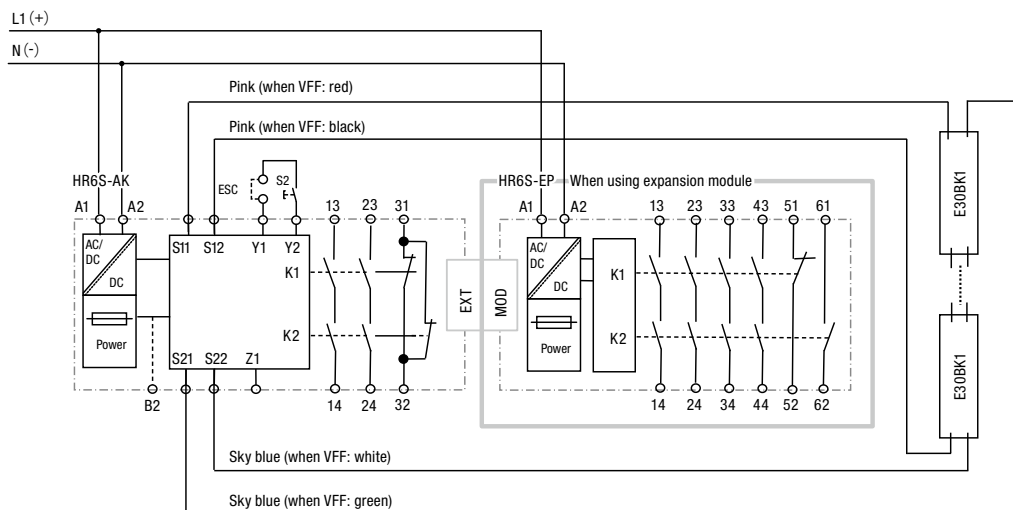 L1 (+)
N (-)
Pink (when VFF: red)
Pink (when VFF: black)
HR6S-AK
ESC
S2
HR6S-EP
When using expansion module
A1
A2
13
23
31
A1
A2
13
23
33
43
51
61
AC/
DC
DC
S11
S12
Y1
Y2
K1
K2
Power
S21
S22
Z1
B2
14
24
32
EXT
MOD
AC/
DC
DC
Power
K1
K2
14
24
34
44
52
62
E30BK1
E30BK1
Sky blue (when VFF: white)
Sky blue (when VFF: green)